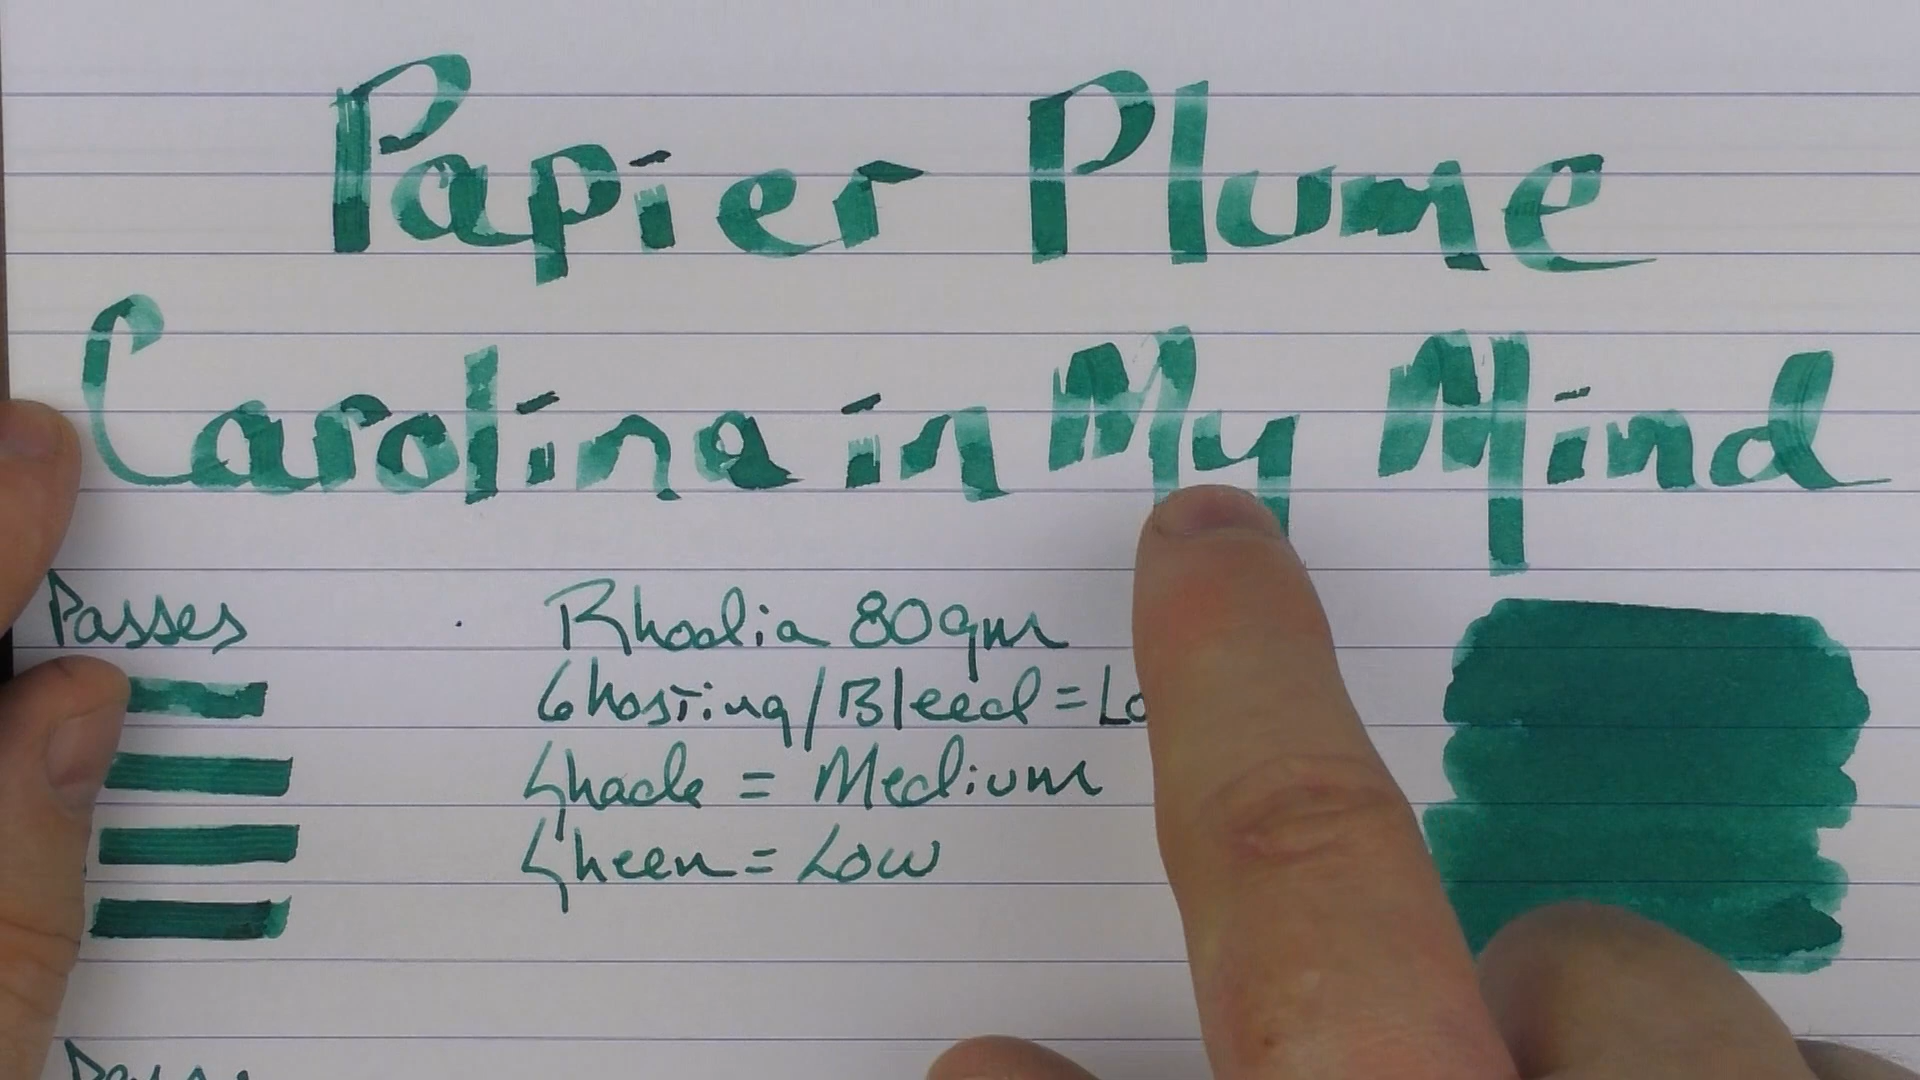 Papier Plume
Carolina in My Mind
Passes
Rhodia 80gm
Ghosting/Bleed = Lo
Shade = Medium
Sheen = Low